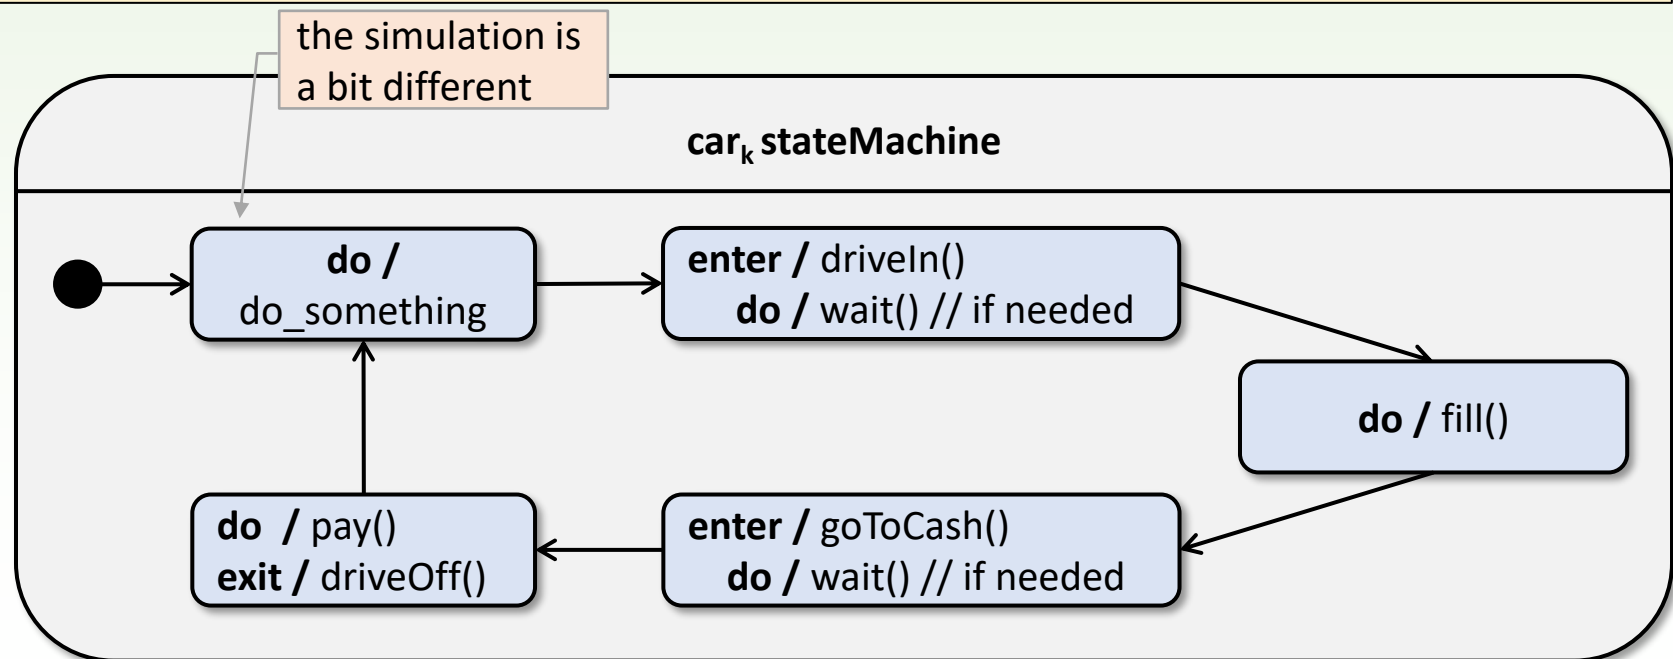 the simulation is
a bit different
carₖ stateMachine
do /
do_something
enter / driveIn()
do / wait() // if needed
do / fill()
do / pay()
exit / driveOff()
enter / goToCash()
do / wait() // if needed